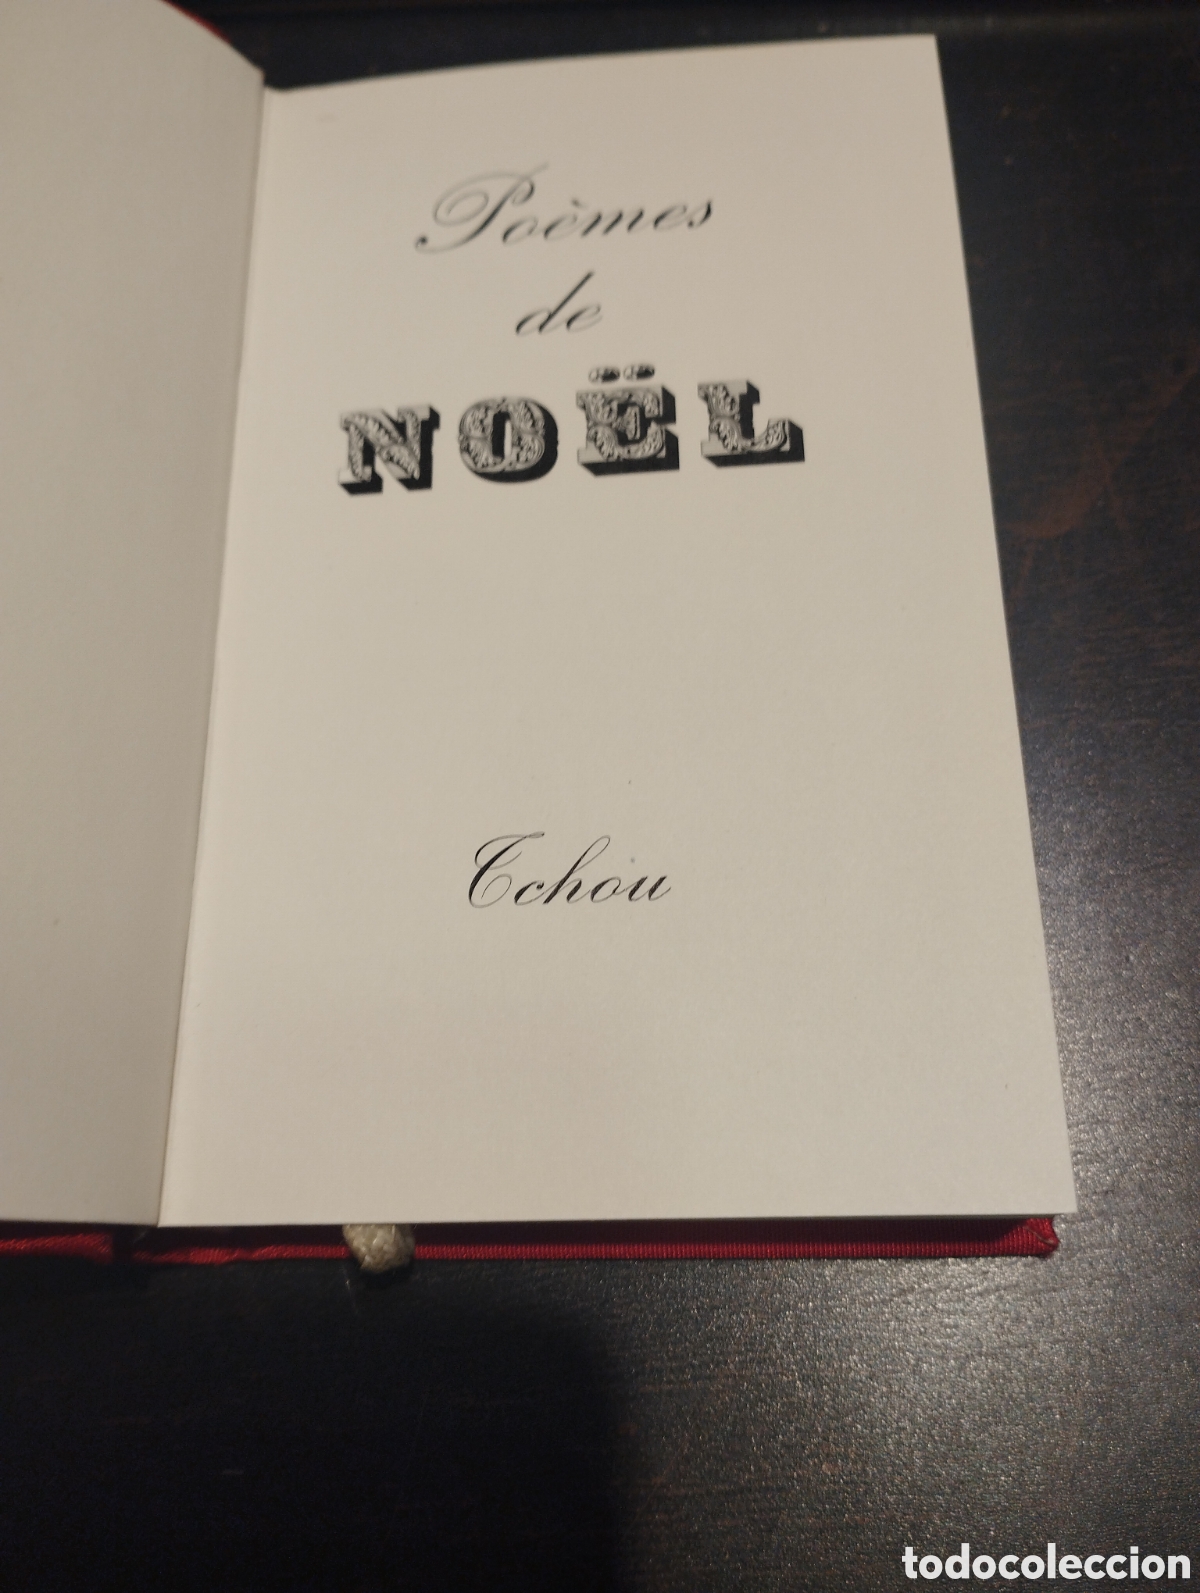 Poèmes
de
NOËL
Tchou
todocoleccion